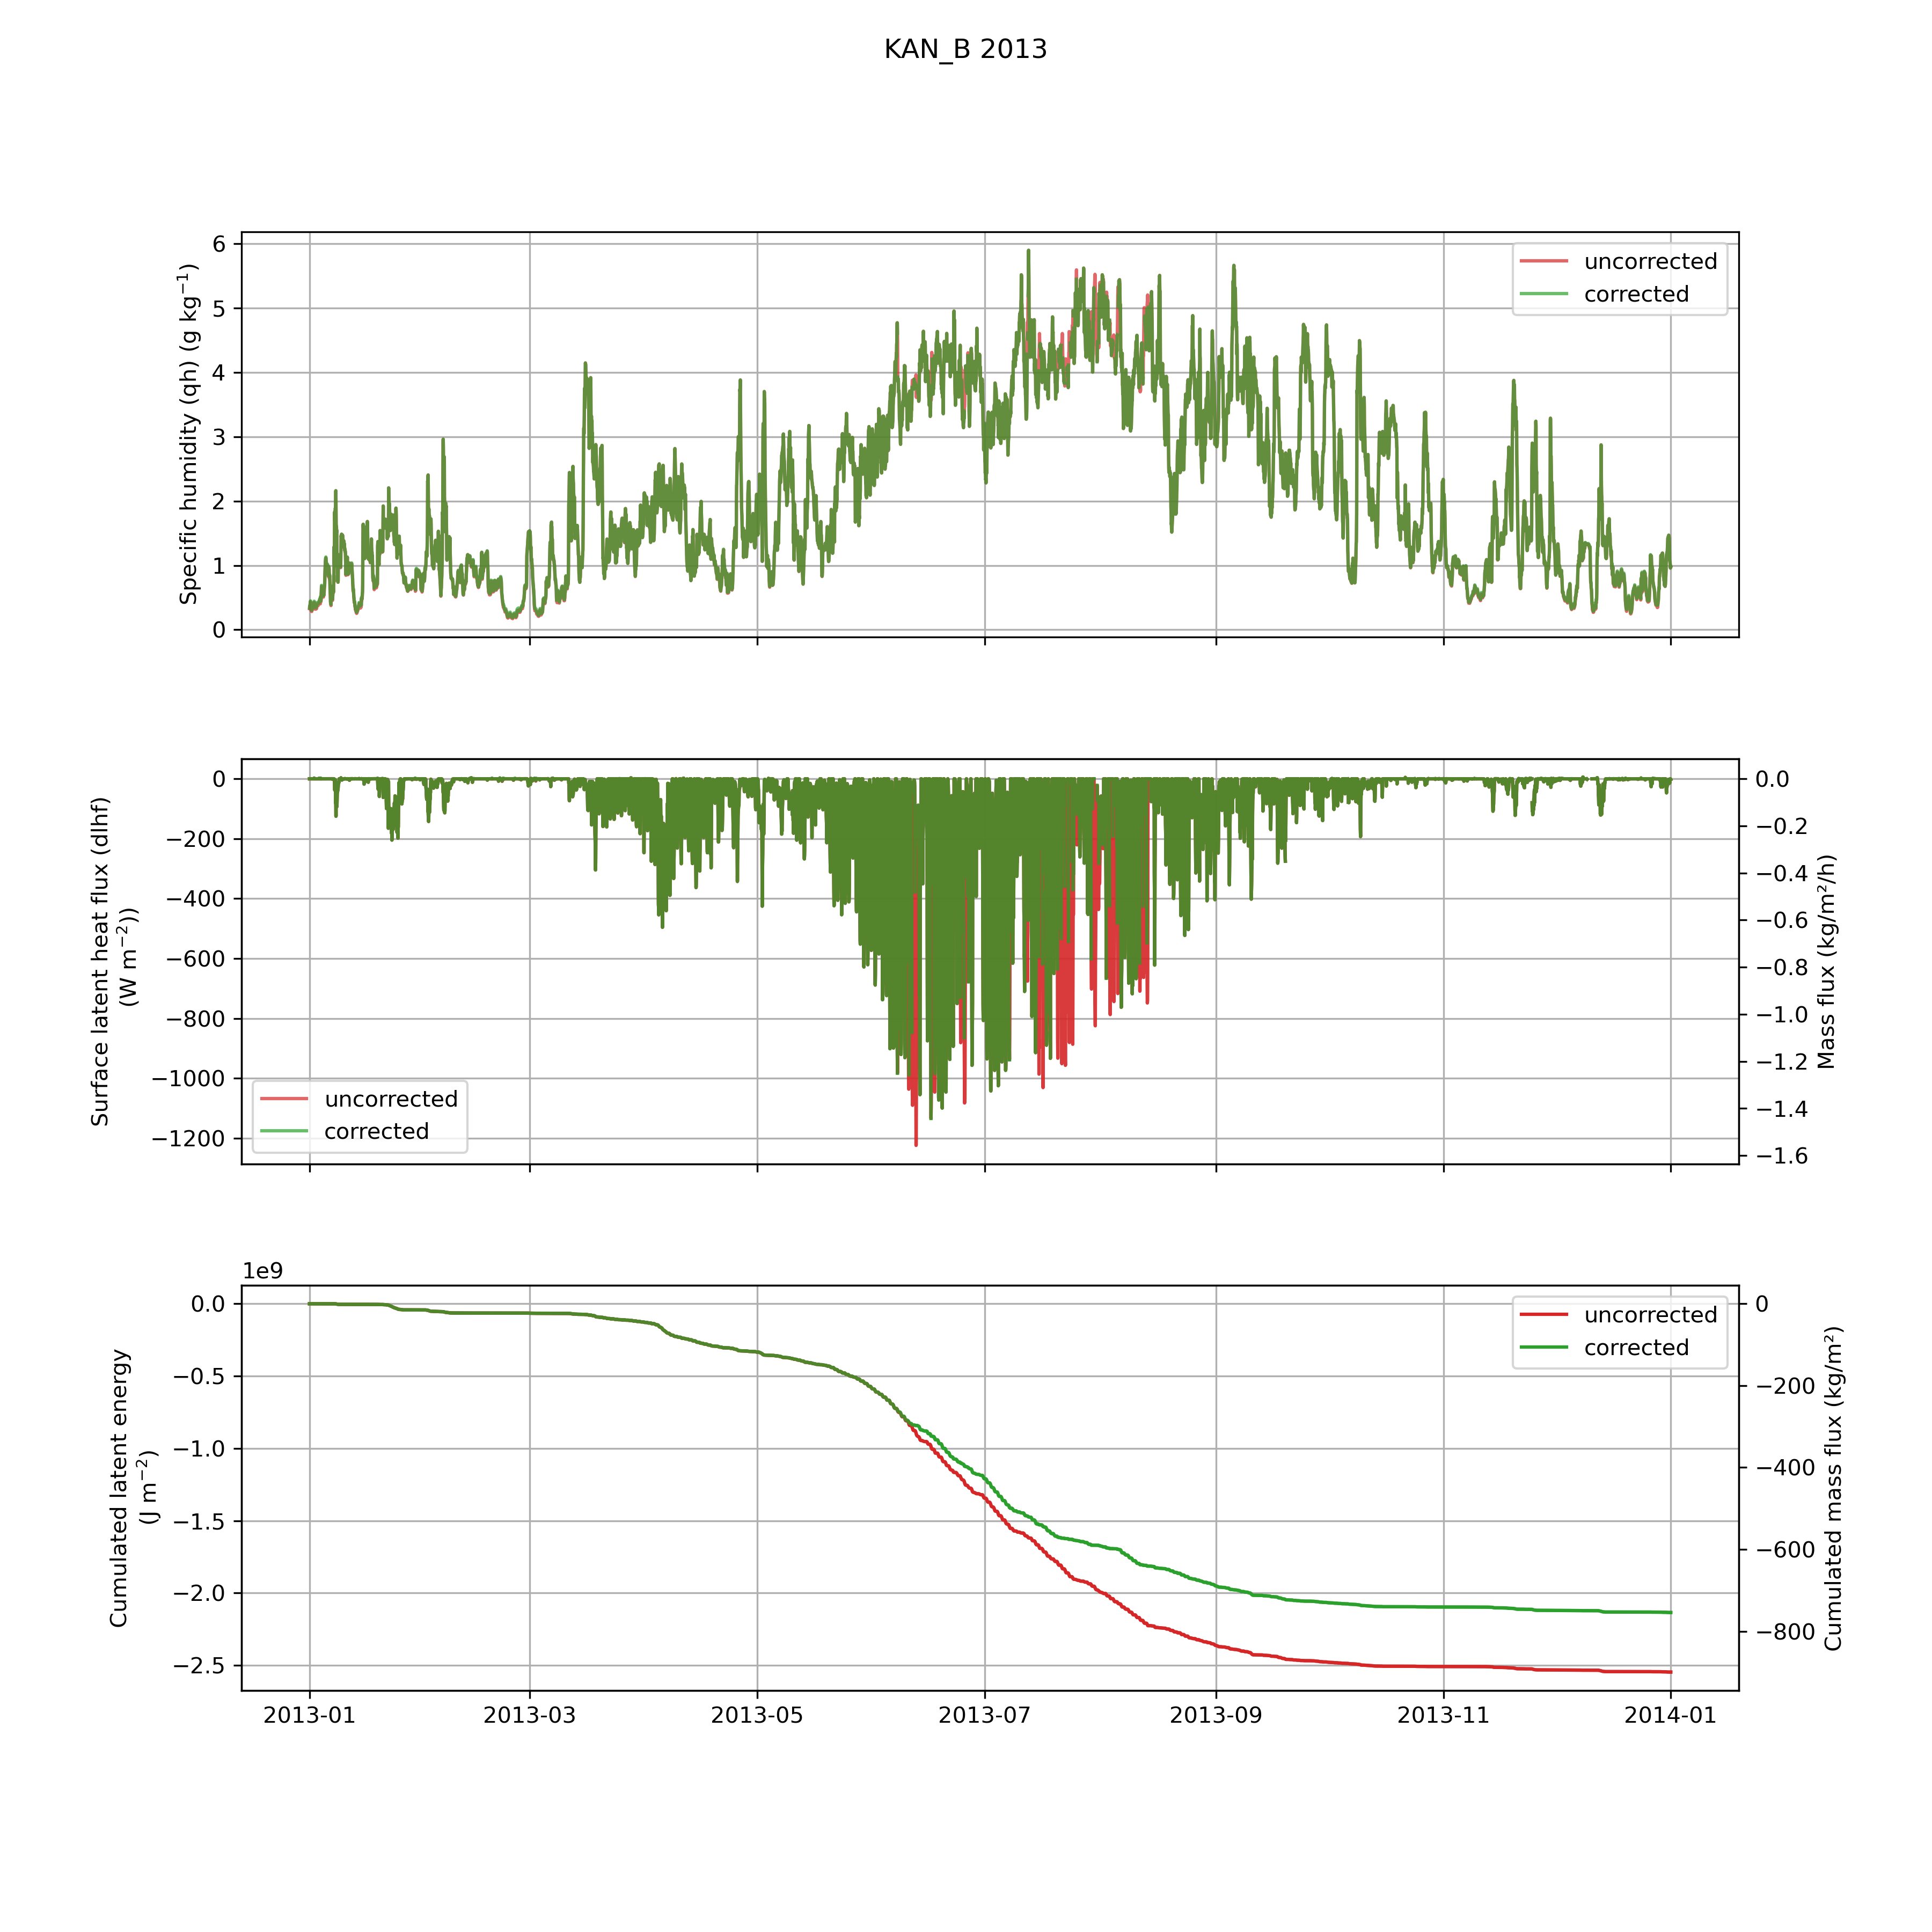 KAN_B 2013
Specific humidity (qh) (g kg⁻¹)
6
5
4
3
2
1
0
uncorrected
corrected
Surface latent heat flux (dlhf)
(W m⁻²))
0
−200
−400
−600
−800
−1000
−1200
uncorrected
corrected
0.0
−0.2
−0.4
−0.6
−0.8
−1.0
−1.2
−1.4
−1.6
Mass flux (kg/m²/h)
1e9
Cumulated latent energy
(J m⁻²)
0.0
−0.5
−1.0
−1.5
−2.0
−2.5
uncorrected
corrected
0
−200
−400
−600
−800
Cumulated mass flux (kg/m²)
2013-01
2013-03
2013-05
2013-07
2013-09
2013-11
2014-01